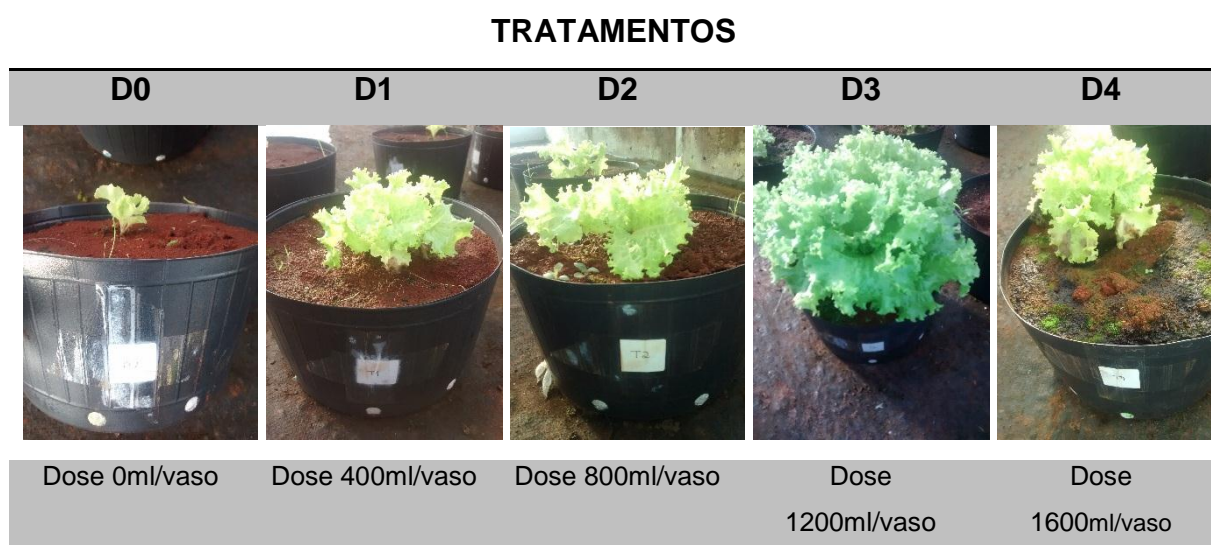 TRATAMENTOS
D0 D1 D2 D3 D4
T2
Dose 0ml/vaso Dose 400ml/vaso Dose 800ml/vaso Dose Dose
1200ml/vaso 1600ml/vaso